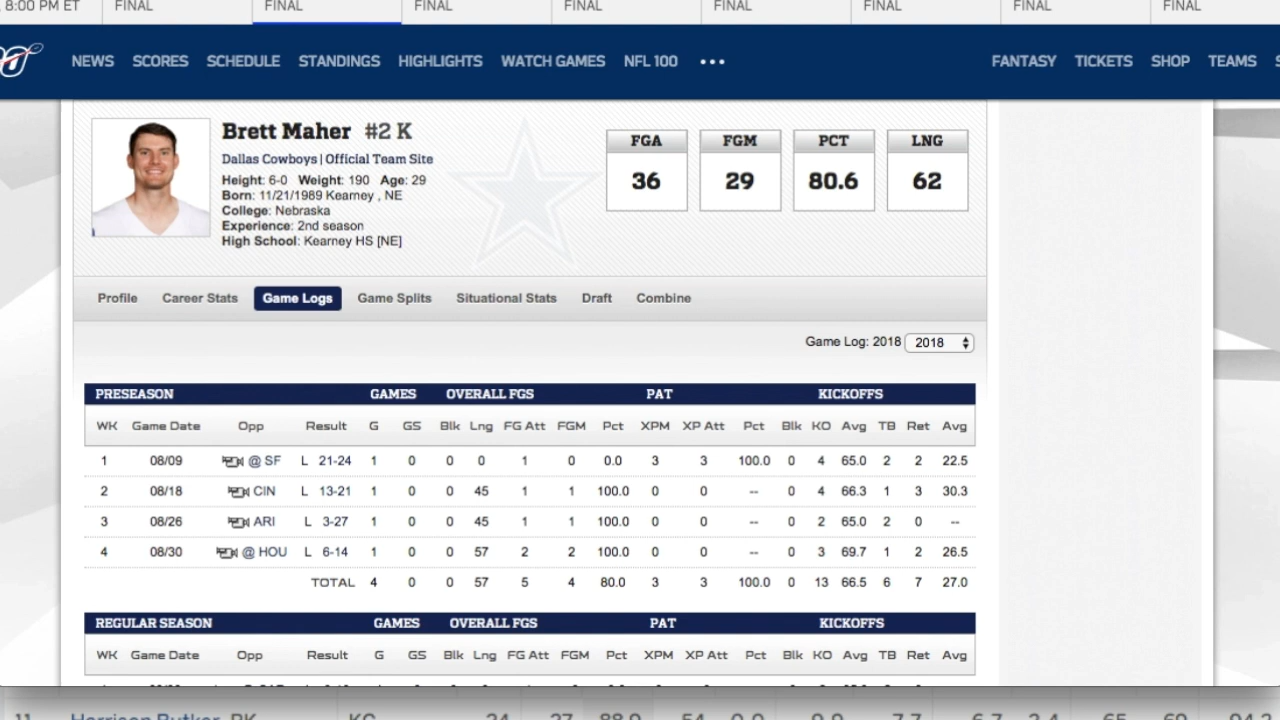 8:00 PM ET FINAL FINAL FINAL FINAL FINAL FINAL FINAL FINAL
NEWS SCORES SCHEDULE STANDINGS HIGHLIGHTS WATCH GAMES NFL 100 ••• FANTASY TICKETS SHOP TEAMS
Brett Maher #2 K
Dallas Cowboys | Official Team Site
Height: 6-0 Weight: 190 Age: 29
Born: 11/21/1989 Kearney , NE
College: Nebraska
Experience: 2nd season
High School: Kearney HS [NE]
FGA FGM PCT LNG
36 29 80.6 62
Profile Career Stats Game Logs Game Splits Situational Stats Draft Combine
Game Log: 2018 2018
PRESEASON GAMES OVERALL FGS PAT KICKOFFS
WK Game Date Opp Result G GS Blk Lng FG Att FGM Pct XPM XP Att Pct Blk KO Avg TB Ret Avg
1 08/09 @ SF L 21-24 1 0 0 0 1 0 0.0 3 3 100.0 0 4 65.0 2 2 22.5
2 08/18 CIN L 13-21 1 0 0 45 1 1 100.0 0 0 -- 0 4 66.3 1 3 30.3
3 08/26 ARI L 3-27 1 0 0 45 1 1 100.0 0 0 -- 0 2 65.0 2 0 --
4 08/30 @ HOU L 6-14 1 0 0 57 2 2 100.0 0 0 -- 0 3 69.7 1 2 26.5
TOTAL 4 0 0 57 5 4 80.0 3 3 100.0 0 13 66.5 6 7 27.0
REGULAR SEASON GAMES OVERALL FGS PAT KICKOFFS
WK Game Date Opp Result G GS Blk Lng FG Att FGM Pct XPM XP Att Pct Blk KO Avg TB Ret Avg
11 Harrison Butker, PK KC